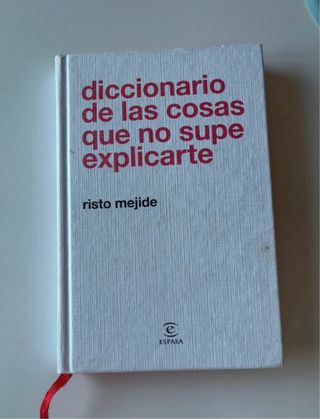 diccionario
de las cosas
que no supe
explicarte
risto mejide
e
ESPASA